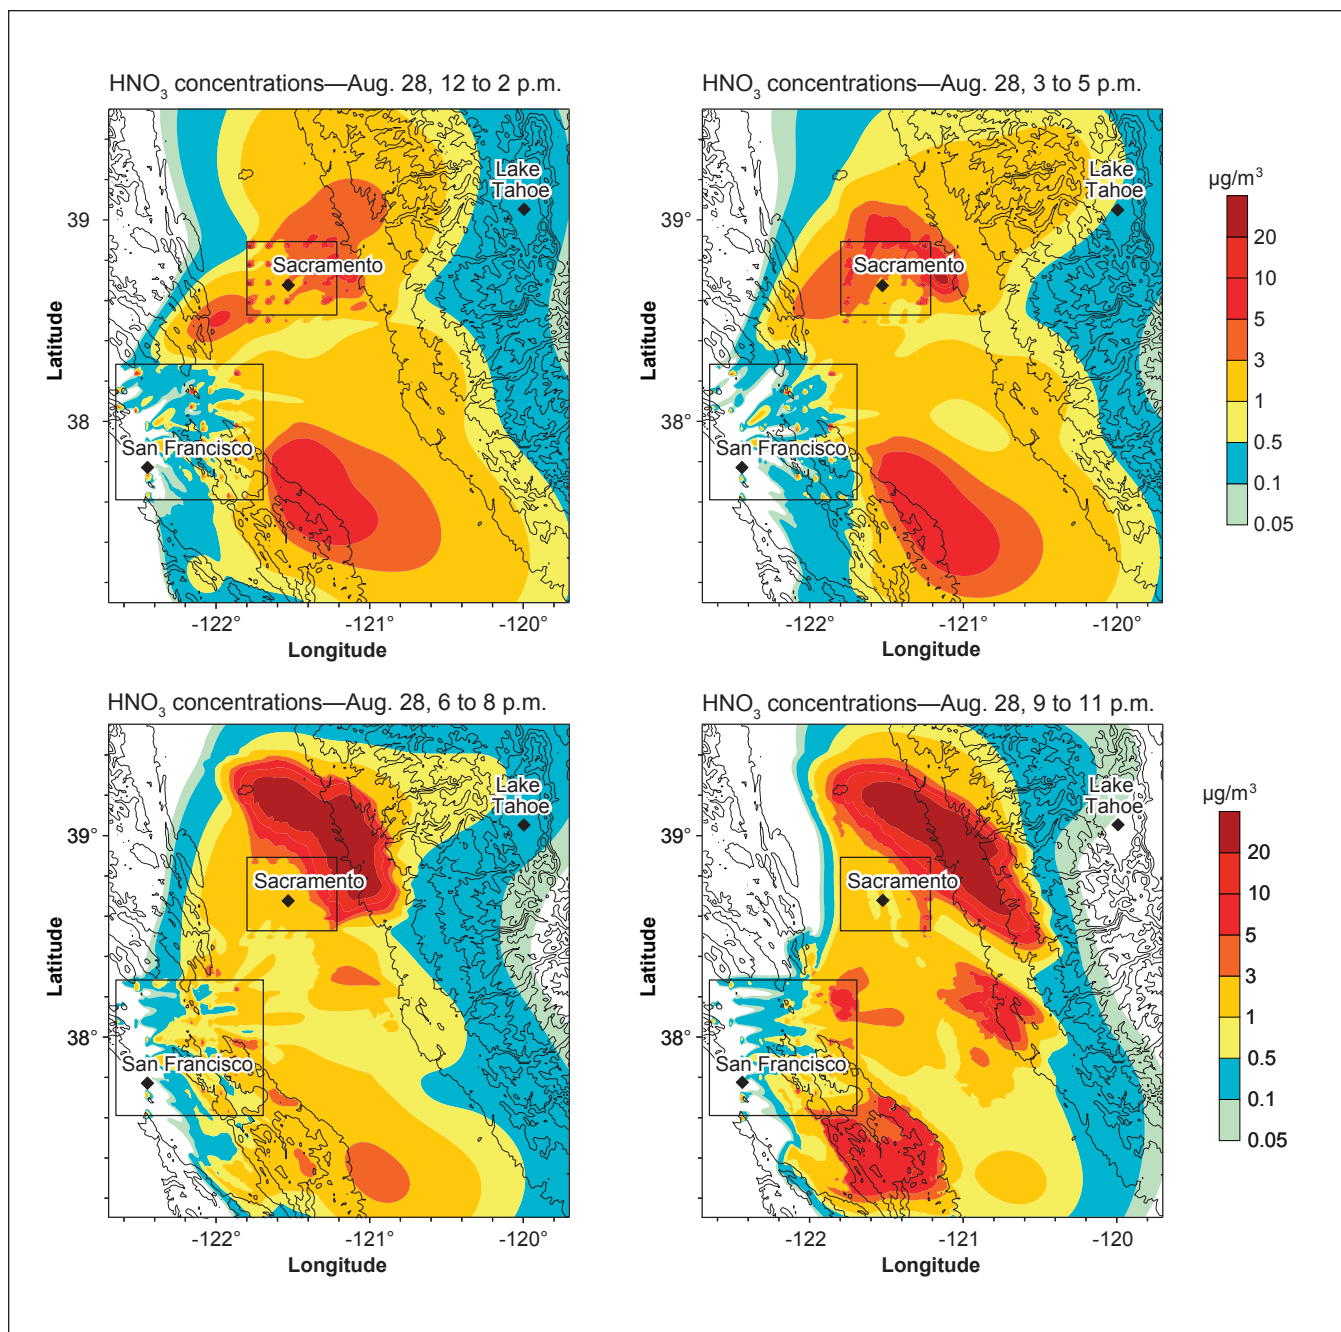 HNO3 concentrations—Aug. 28, 12 to 2 p.m.
Lake
Tahoe
39
Sacramento
38
San Francisco
Latitude
-122°
-121°
-120°
Longitude
HNO3 concentrations—Aug. 28, 3 to 5 p.m.
Lake
Tahoe
39°
Sacramento
38°
San Francisco
Latitude
-122°
-121°
-120°
Longitude
µg/m3
20
10
5
3
1
0.5
0.1
0.05
HNO3 concentrations—Aug. 28, 6 to 8 p.m.
Lake
Tahoe
39°
Sacramento
38°
San Francisco
Latitude
-122°
-121°
-120°
Longitude
HNO3 concentrations—Aug. 28, 9 to 11 p.m.
Lake
Tahoe
39°
Sacramento
38°
San Francisco
Latitude
-122°
-121°
-120°
Longitude
µg/m3
20
10
5
3
1
0.5
0.1
0.05